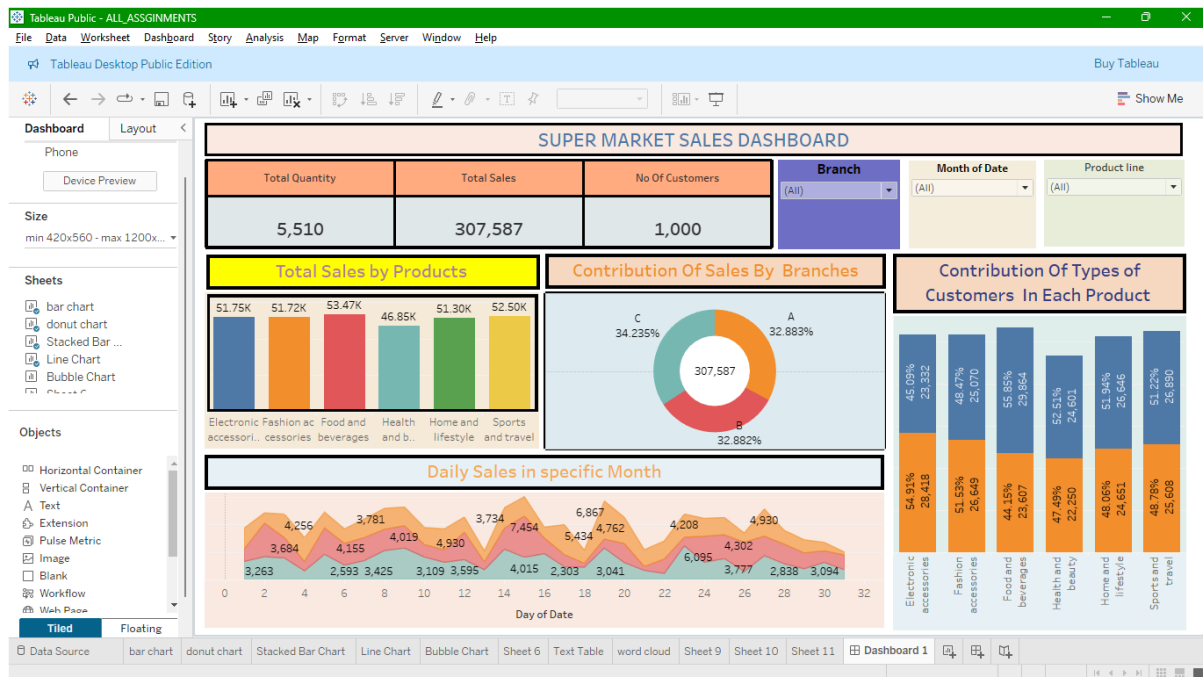 Tableau Public - ALL_ASSGINMENTS
File Data Worksheet Dashboard Story Analysis Map Format Server Window Help
Tableau Desktop Public Edition
Buy Tableau
Show Me
Dashboard Layout
Phone
Device Preview
Size
min 420x560 - max 1200x...
Sheets
bar chart
donut chart
Stacked Bar ...
Line Chart
Bubble Chart
Objects
Horizontal Container
Vertical Container
Text
Extension
Pulse Metric
Image
Blank
Workflow
Web Page
Tiled Floating
SUPER MARKET SALES DASHBOARD
Total Quantity Total Sales No Of Customers
5,510 307,587 1,000
Branch
(All)
Month of Date
(All)
Product line
(All)
Total Sales by Products
51.75K 51.72K 53.47K 46.85K 51.30K 52.50K
Electronic Fashion ac Food and Health Home and Sports
accessori.. cessories beverages and b.. lifestyle and travel
Contribution Of Sales By Branches
C
34.235%
A
32.883%
307,587
B
32.882%
Contribution Of Types of
Customers In Each Product
45.09%
23,332
48.47%
25,070
55.85%
29,864
52.51%
24,601
51.94%
26,646
51.22%
26,890
54.91%
28,418
51.53%
26,649
44.15%
23,607
47.49%
22,250
48.06%
24,651
48.78%
25,608
Electronic
accessories
Fashion
accessories
Food and
beverages
Health and
beauty
Home and
lifestyle
Sports and
travel
Daily Sales in specific Month
4,256 3,781 3,734 7,454 6,867 4,762 4,208 4,930
3,684 4,155 4,019 4,930 5,434 6,095 4,302
3,263 2,593 3,425 3,109 3,595 4,015 2,303 3,041 3,777 2,838 3,094
0 2 4 6 8 10 12 14 16 18 20 22 24 26 28 30 32
Day of Date
Data Source bar chart donut chart Stacked Bar Chart Line Chart Bubble Chart Sheet 6 Text Table word cloud Sheet 9 Sheet 10 Sheet 11 Dashboard 1